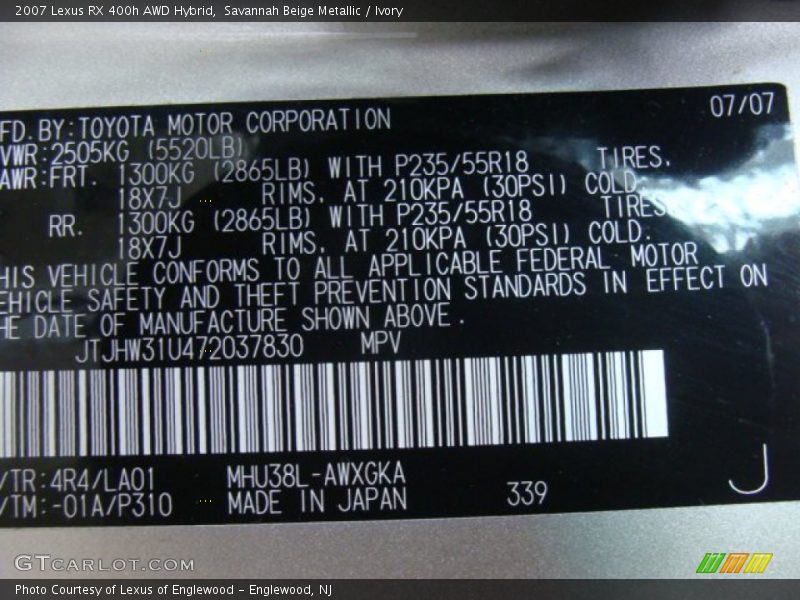 2007 Lexus RX 400h AWD Hybrid, Savannah Beige Metallic / Ivory
07/07
FD. BY: TOYOTA MOTOR CORPORATION
VWR: 2505KG (5520LB)
AWR: FRT. 1300KG (2865LB) WITH P235/55R18 TIRES.
18X7J RIMS. AT 210KPA (30PSI) COLD.
RR. 1300KG (2865LB) WITH P235/55R18 TIRES
18X7J RIMS. AT 210KPA (30PSI) COLD.
HIS VEHICLE CONFORMS TO ALL APPLICABLE FEDERAL MOTOR
EHICLE SAFETY AND THEFT PREVENTION STANDARDS IN EFFECT ON
HE DATE OF MANUFACTURE SHOWN ABOVE.
JTJHW31U472037830 MPV
/TR: 4R4/LA01 MHU38L-AWXGKA
/TM: -01A/P310 MADE IN JAPAN 339 J
GTCARLOT.COM
Photo Courtesy of Lexus of Englewood – Englewood, NJ